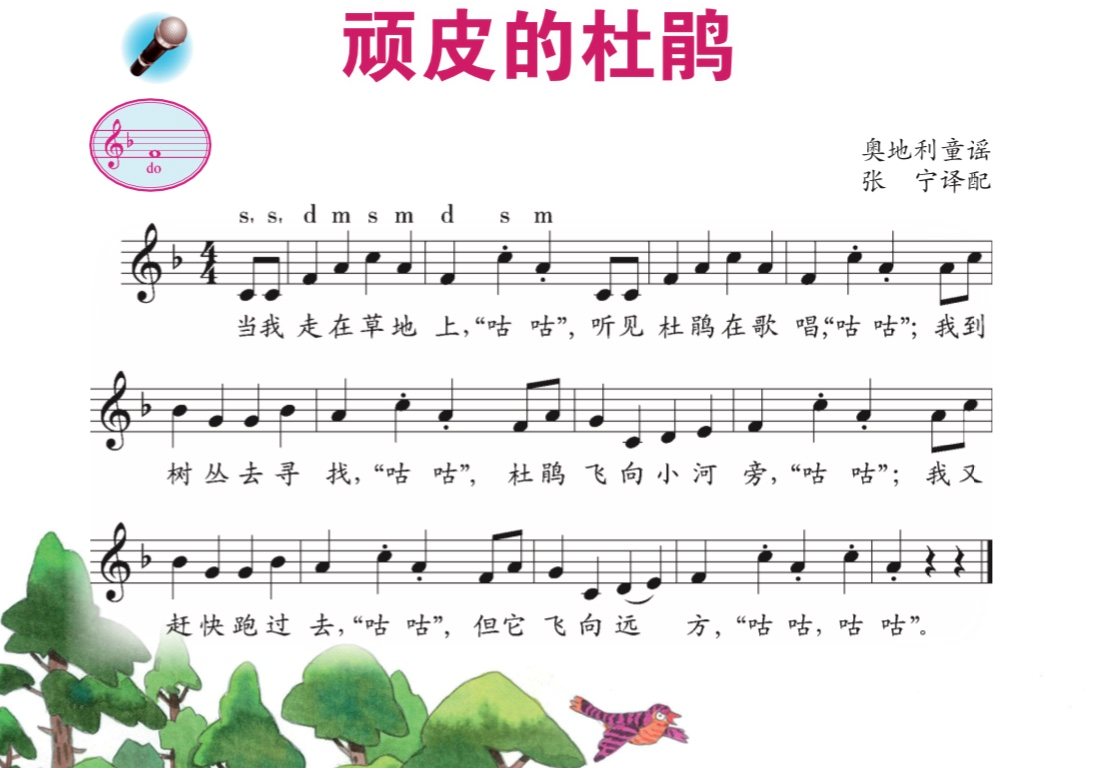 顽皮的杜鹃
do
奥地利童谣
张 宁译配
s, s, d m s m d s m
当我 走在草地 上,“咕 咕”, 听见 杜鹃在歌 唱,“咕 咕”; 我到
树 丛 去 寻 找, “咕 咕”, 杜鹃 飞 向 小 河 旁, “咕 咕”; 我又
赶 快 跑 过 去, “咕 咕”, 但它 飞 向 远 方, “咕 咕, 咕 咕”。